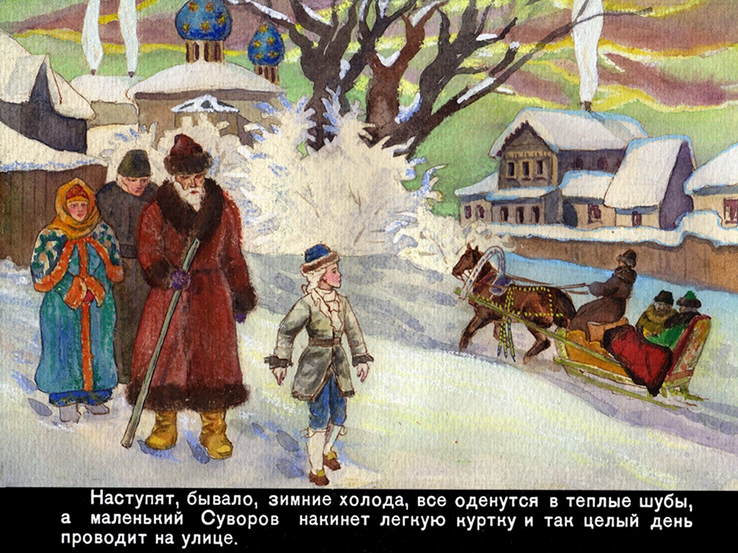 Наступят, бывало, зимние холода, все оденутся в теплые шубы,
а маленький Суворов накинет легкую куртку и так целый день
проводит на улице.